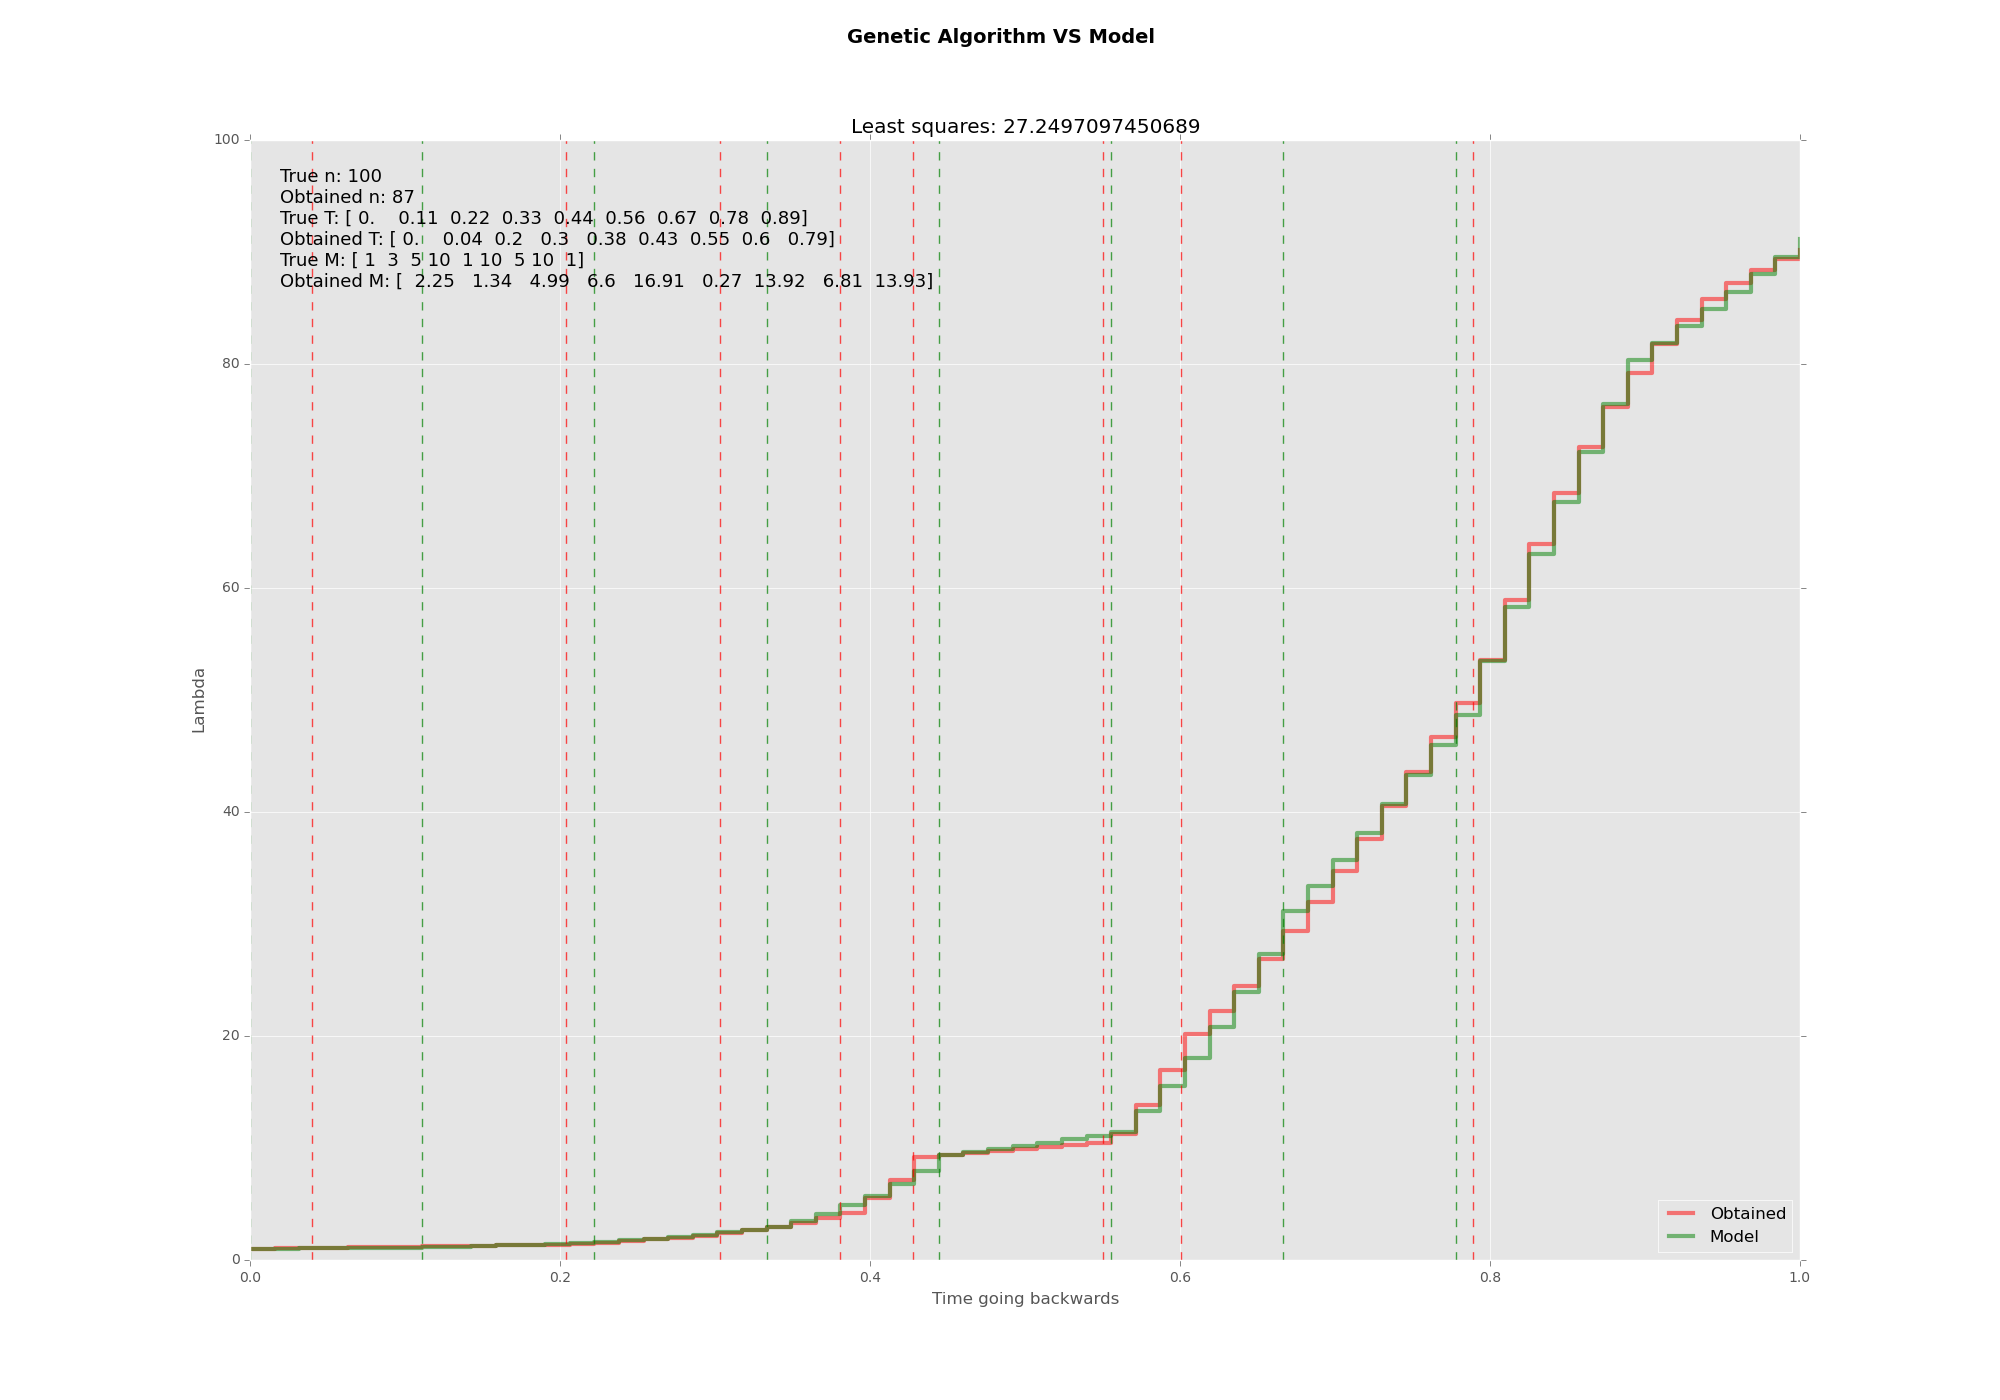 Genetic Algorithm VS Model
Least squares: 27.2497097450689
True n: 100
Obtained n: 87
True T: [ 0. 0.11 0.22 0.33 0.44 0.56 0.67 0.78 0.89]
Obtained T: [ 0. 0.04 0.2 0.3 0.38 0.43 0.55 0.6 0.79]
True M: [ 1 3 5 10 1 10 5 10 1]
Obtained M: [ 2.25 1.34 4.99 6.6 16.91 0.27 13.92 6.81 13.93]
100
80
60
40
20
0
Lambda
0.0 0.2 0.4 0.6 0.8 1.0
Time going backwards
Obtained
Model